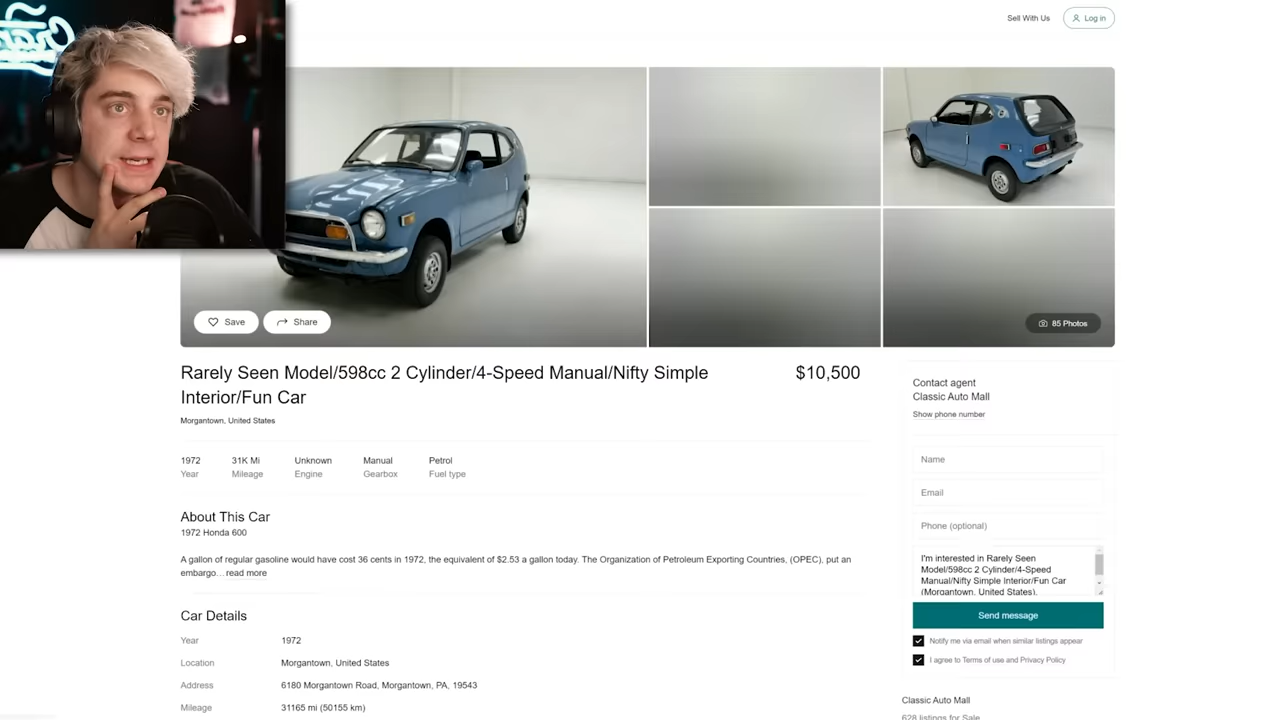 Sell With Us
Log in
Save
Share
85 Photos
Rarely Seen Model/598cc 2 Cylinder/4-Speed Manual/Nifty Simple
Interior/Fun Car
$10,500
Morgantown, United States
1972
31K Mi
Unknown
Manual
Petrol
Year
Mileage
Engine
Gearbox
Fuel type
About This Car
1972 Honda 600
A gallon of regular gasoline would have cost 36 cents in 1972, the equivalent of $2.53 a gallon today. The Organization of Petroleum Exporting Countries, (OPEC), put an
embargo… read more
Car Details
Year 1972
Location Morgantown, United States
Address 6180 Morgantown Road, Morgantown, PA, 19543
Mileage 31165 mi (50155 km)
Contact agent
Classic Auto Mall
Show phone number
Name
Email
Phone (optional)
I'm interested in Rarely Seen
Model/598cc 2 Cylinder/4-Speed
Manual/Nifty Simple Interior/Fun Car
(Morgantown, United States).
Send message
Notify me via email when similar listings appear
I agree to Terms of use and Privacy Policy
Classic Auto Mall
628 listings for Sale